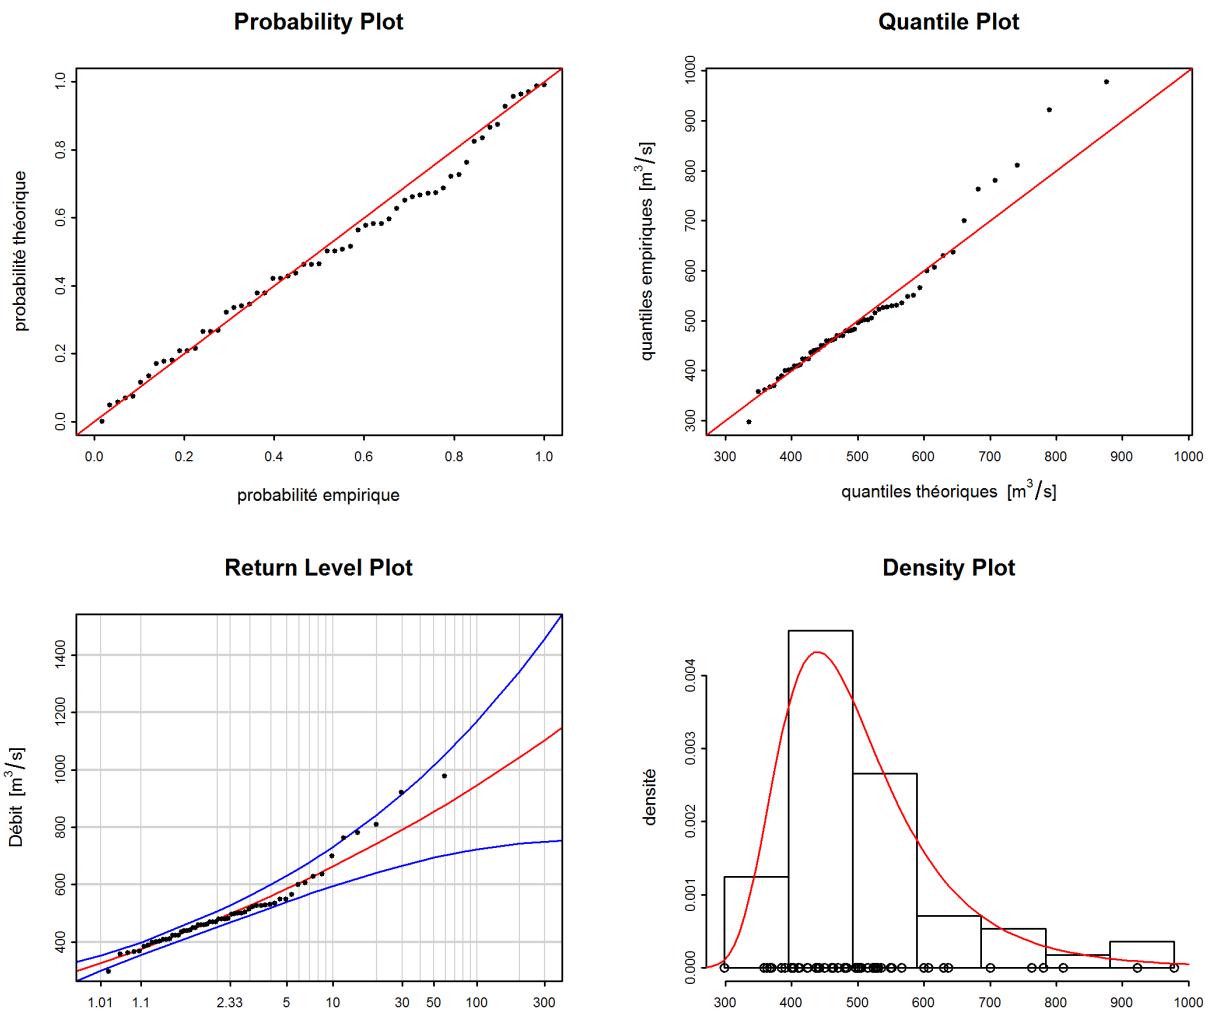 Probability Plot
probabilité théorique
0.0 0.2 0.4 0.6 0.8 1.0
0.0 0.2 0.4 0.6 0.8 1.0
probabilité empirique
Quantile Plot
quantiles empiriques [m³/s]
300 400 500 600 700 800 900 1000
300 400 500 600 700 800 900 1000
quantiles théoriques [m³/s]
Return Level Plot
Débit [m³/s]
400 600 800 1000 1200 1400
1.01 1.1 2.33 5 10 30 50 100 300
Density Plot
densité
0.000 0.001 0.002 0.003 0.004
300 400 500 600 700 800 900 1000